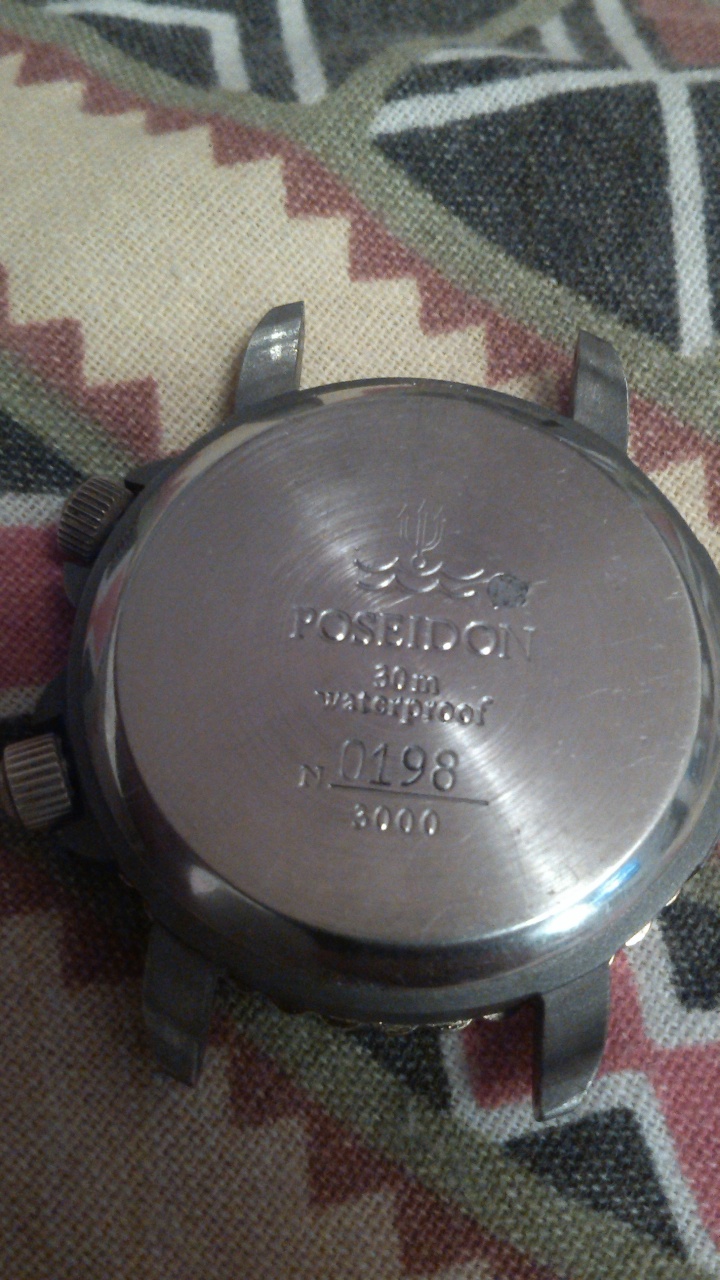 POSEIDON
30m
waterproof
N 0198
3000